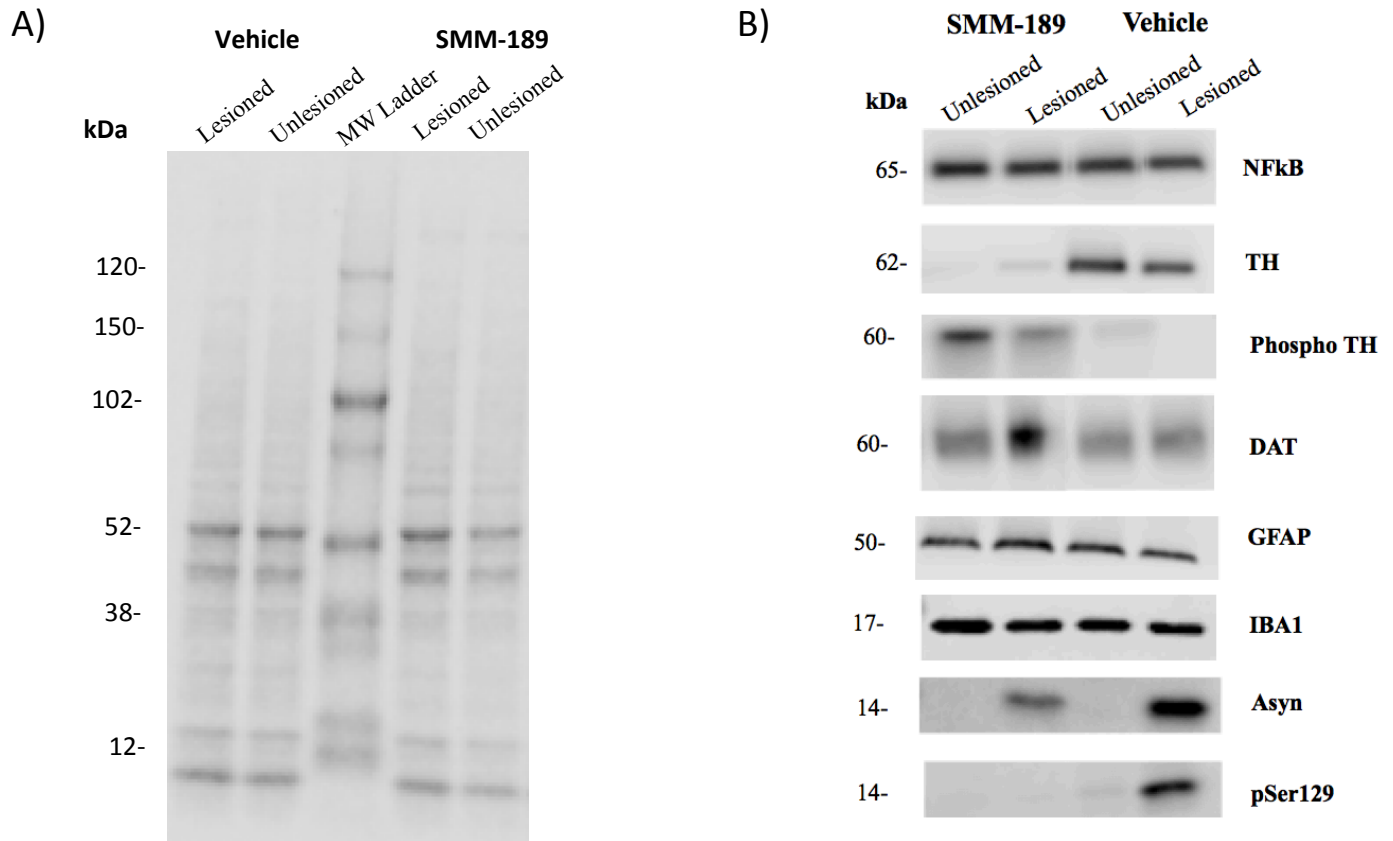 A)
Vehicle
SMM-189
Lesioned
Unlesioned
MW Ladder
Lesioned
Unlesioned
kDa
120-
150-
102-
52-
38-
12-
B)
SMM-189
Vehicle
Unlesioned
Lesioned
Unlesioned
Lesioned
kDa
65-
NFkB
62-
TH
60-
Phospho TH
60-
DAT
50-
GFAP
17-
IBA1
14-
Asyn
14-
pSer129